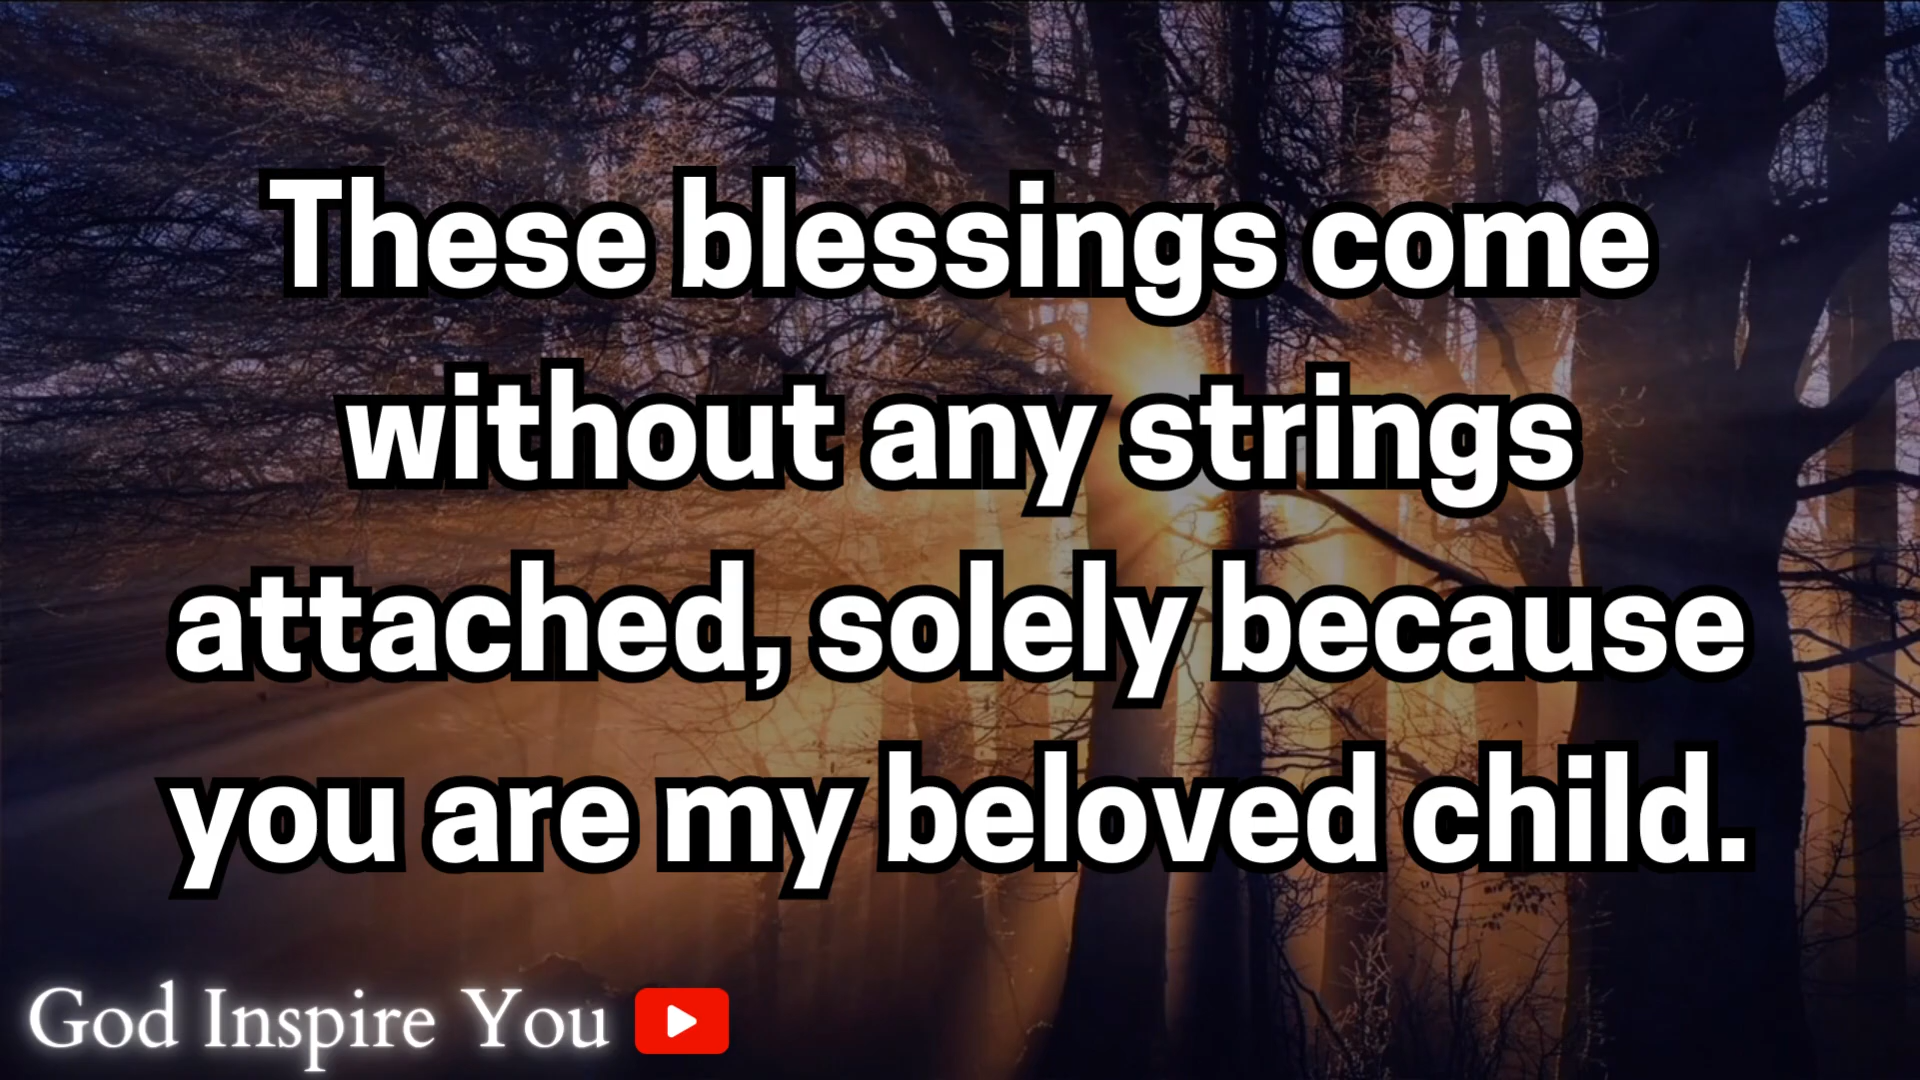 These blessings come
without any strings
attached, solely because
you are my beloved child.
God Inspire You